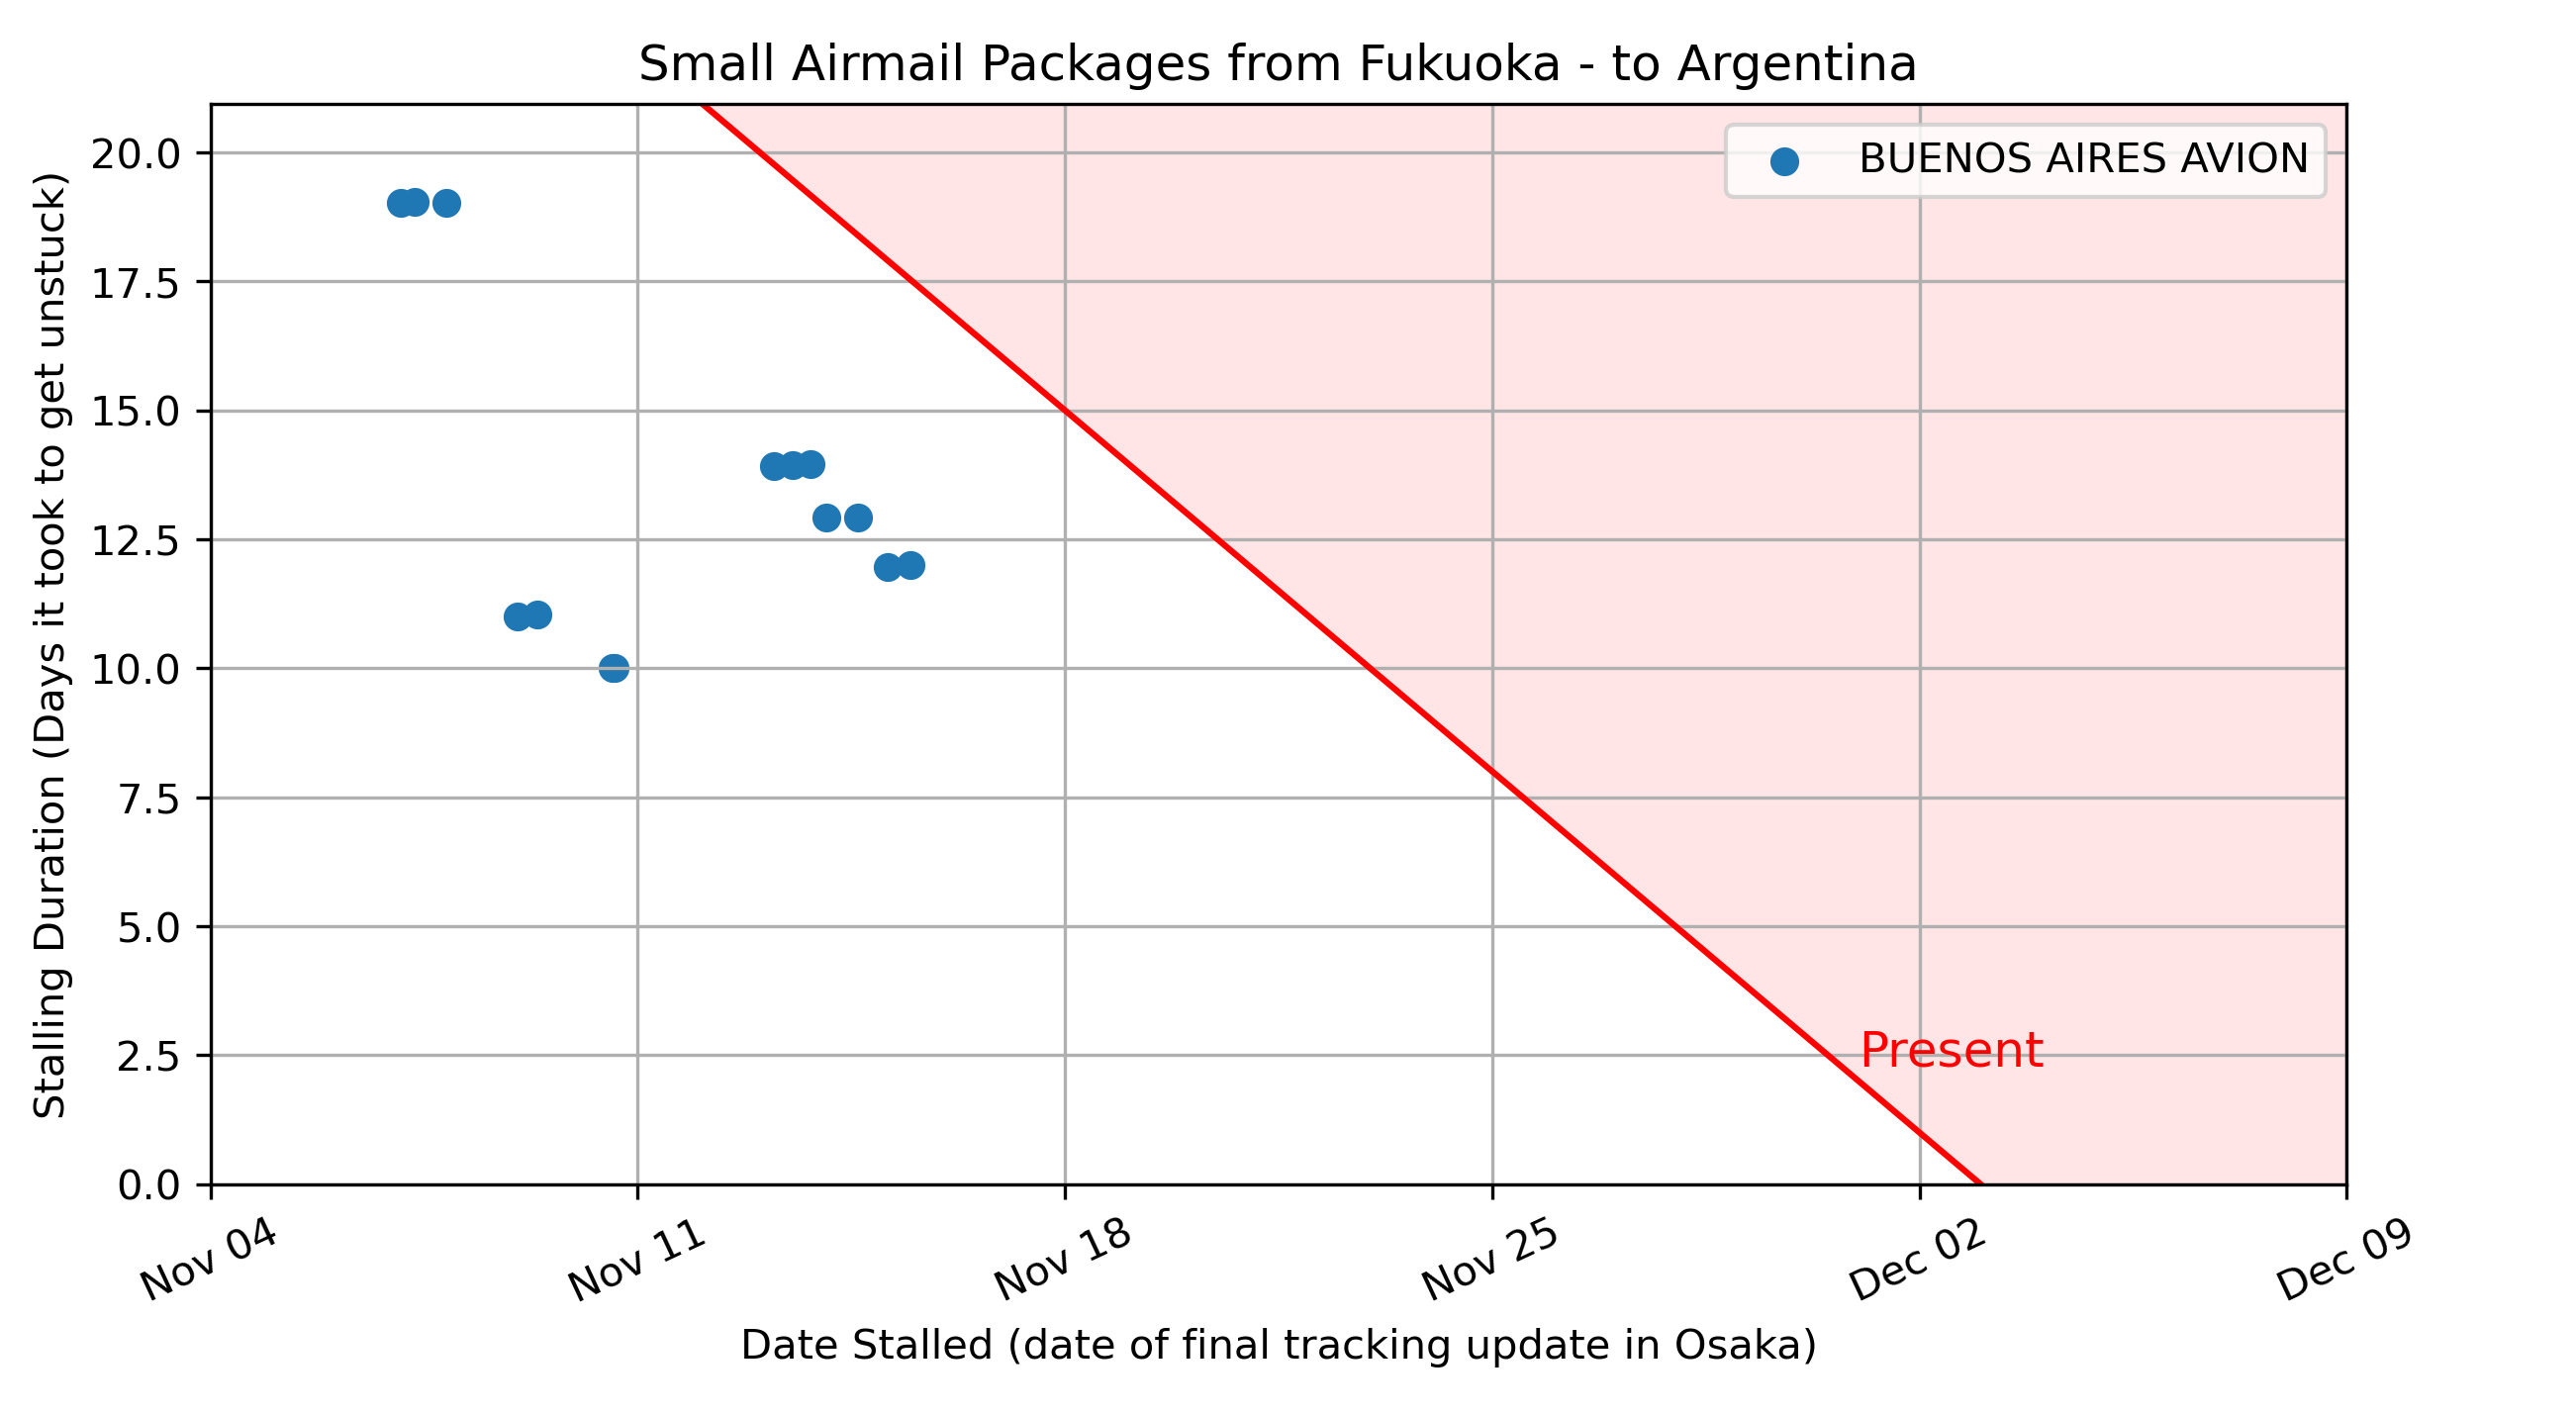 Small Airmail Packages from Fukuoka - to Argentina
BUENOS AIRES AVION
Stalling Duration (Days it took to get unstuck)
20.0
17.5
15.0
12.5
10.0
7.5
5.0
2.5
0.0
Present
Nov 04
Nov 11
Nov 18
Nov 25
Dec 02
Dec 09
Date Stalled (date of final tracking update in Osaka)